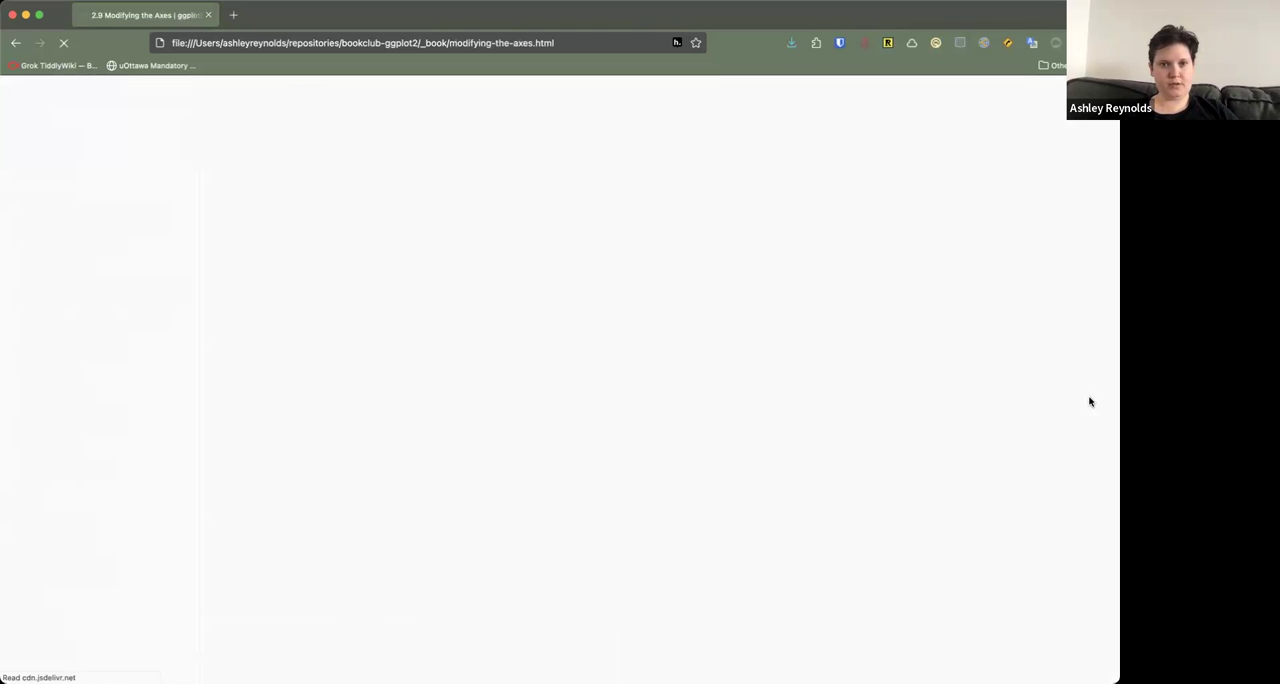 2.9 Modifying the Axes | ggplot
file:///Users/ashleyreynolds/repositories/bookclub-ggplot2/_book/modifying-the-axes.html
h.
R
Grok TiddlyWiki — B...
uOttawa Mandatory ...
Othe
Ashley Reynolds
Read cdn.jsdelivr.net